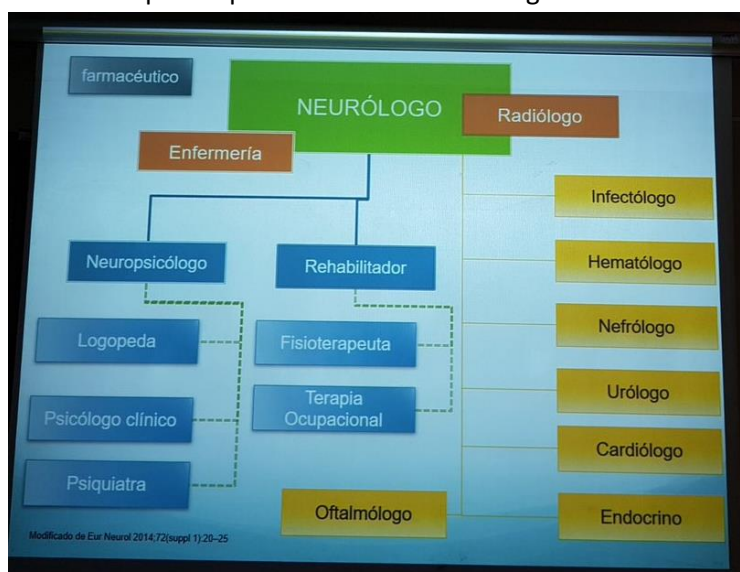 farmacéutico
NEURÓLOGO
Radiólogo
Enfermería
Infectólogo
Neuropsicólogo
Rehabilitador
Hematólogo
Logopeda
Fisioterapeuta
Nefrólogo
Psicólogo clínico
Terapia
Ocupacional
Urólogo
Cardiólogo
Psiquiatra
Oftalmólogo
Endocrino
Modificado de Eur Neurol 2014;72(suppl 1):20–25